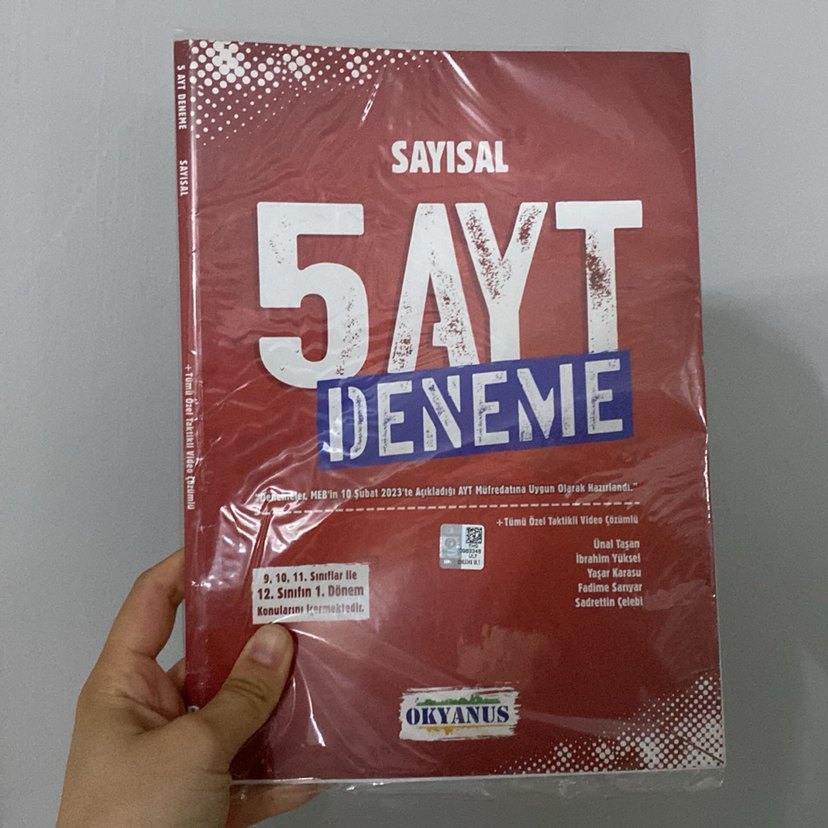 5 AYT DENEME SAYISAL
+Tümü Özel Taktikli Video Çözümlü
SAYISAL
5 AYT
DENEME
"Denemeler, MEB'in 10 Şubat 2023'te Açıkladığı AYT Müfredatına Uygun Olarak Hazırlandı."
+Tümü Özel Taktikli Video Çözümlü
Ünal Taşan
İbrahim Yüksel
Yaşar Karasu
Fadime Sarıyar
Sadrettin Çelebi
9, 10, 11. Sınıflar ile
12. Sınıfın 1. Dönem
Konularını İçermektedir.
OKYANUS